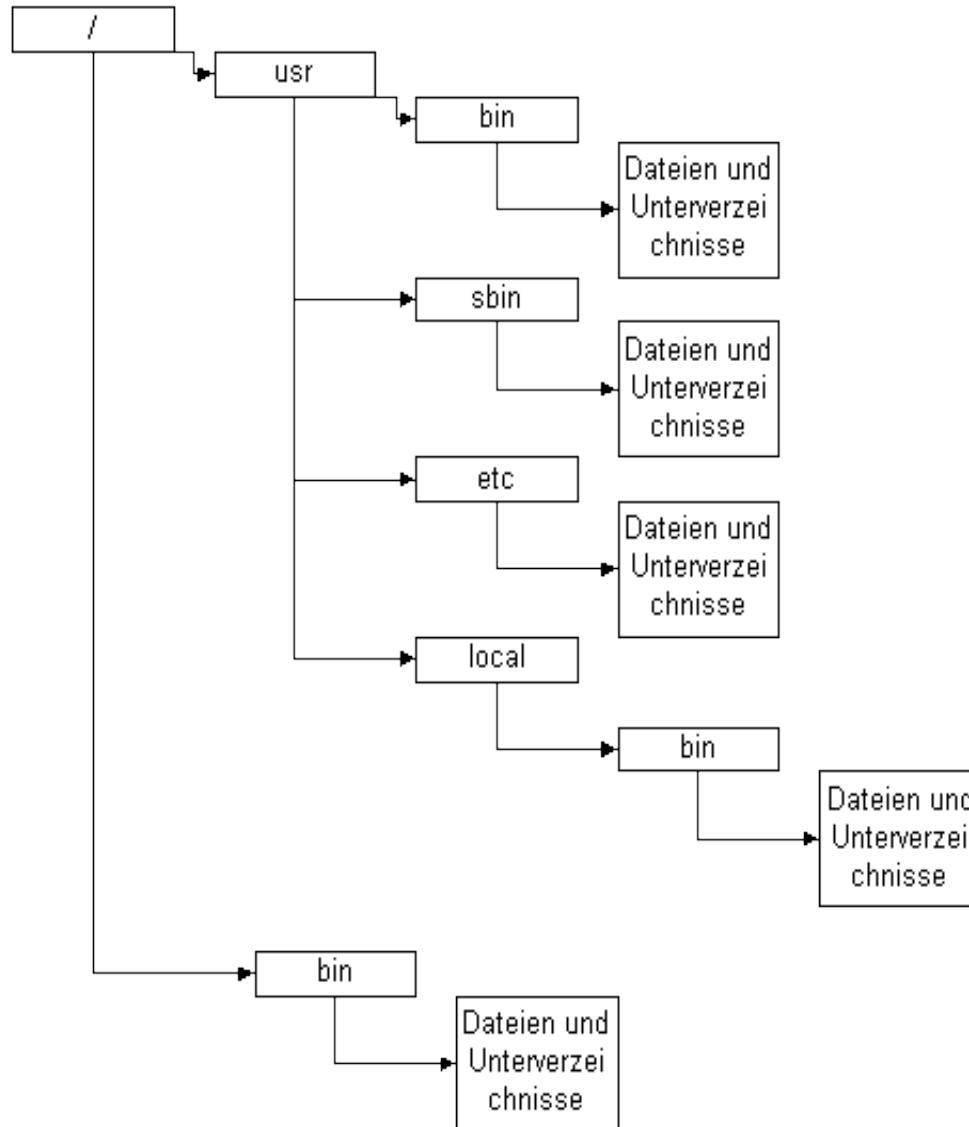 /
usr
bin
Dateien und
Unterverzei
chnisse
sbin
Dateien und
Unterverzei
chnisse
etc
Dateien und
Unterverzei
chnisse
local
bin
Dateien und
Unterverzei
chnisse
bin
Dateien und
Unterverzei
chnisse